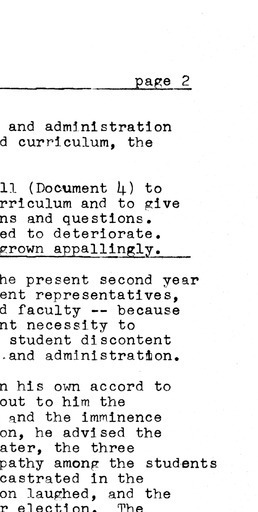 page 2
and administration
d curriculum, the
ll (Document 4) to
rriculum and to give
ns and questions.
ed to deteriorate.
grown appallingly.
he present second year
ent representatives,
d faculty -- because
nt necessity to
student discontent
.and administration.
n his own accord to
out to him the
and the imminence
on, he advised the
ater, the three
pathy among the students
castrated in the
on laughed, and the
r election. The